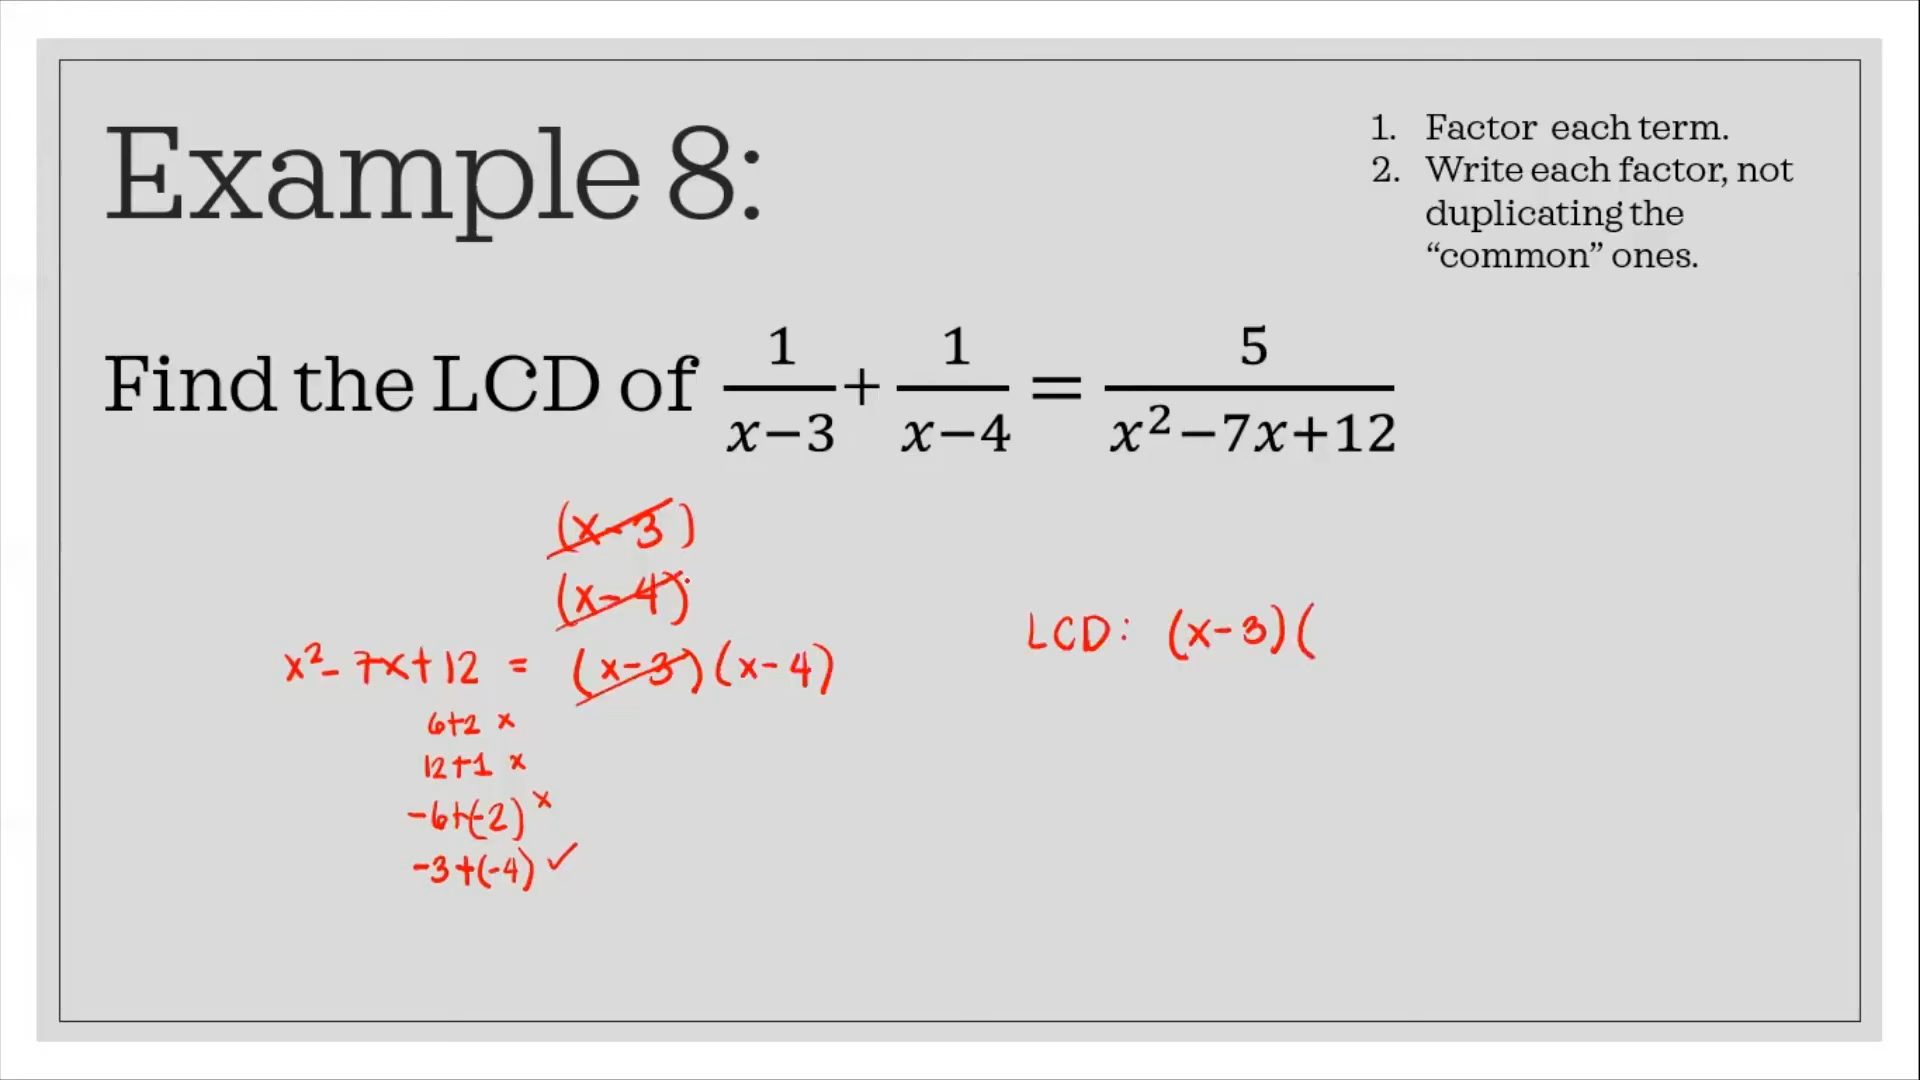 Example 8:
1. Factor each term.
2. Write each factor, not
duplicating the
“common” ones.
Find the LCD of 1/(x−3) + 1/(x−4) = 5/(x²−7x+12)
(x-3)
(x-4)
x²-7x+12 = (x-3)(x-4)
6+2 x
12+1 x
-6+(-2) x
-3+(-4) ✓
LCD: (x-3)(